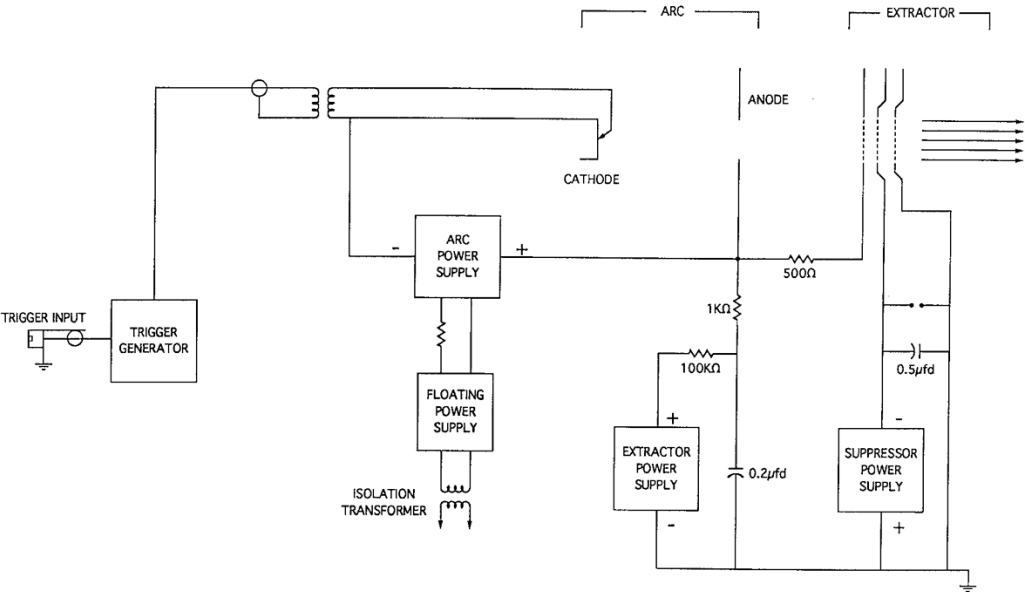 ARC
EXTRACTOR
ANODE
CATHODE
ARC
POWER
SUPPLY
-
+
500Ω
1KΩ
TRIGGER INPUT
TRIGGER
GENERATOR
100KΩ
0.5µfd
FLOATING
POWER
SUPPLY
+
-
EXTRACTOR
POWER
SUPPLY
SUPPRESSOR
POWER
SUPPLY
0.2µfd
ISOLATION
TRANSFORMER
-
+